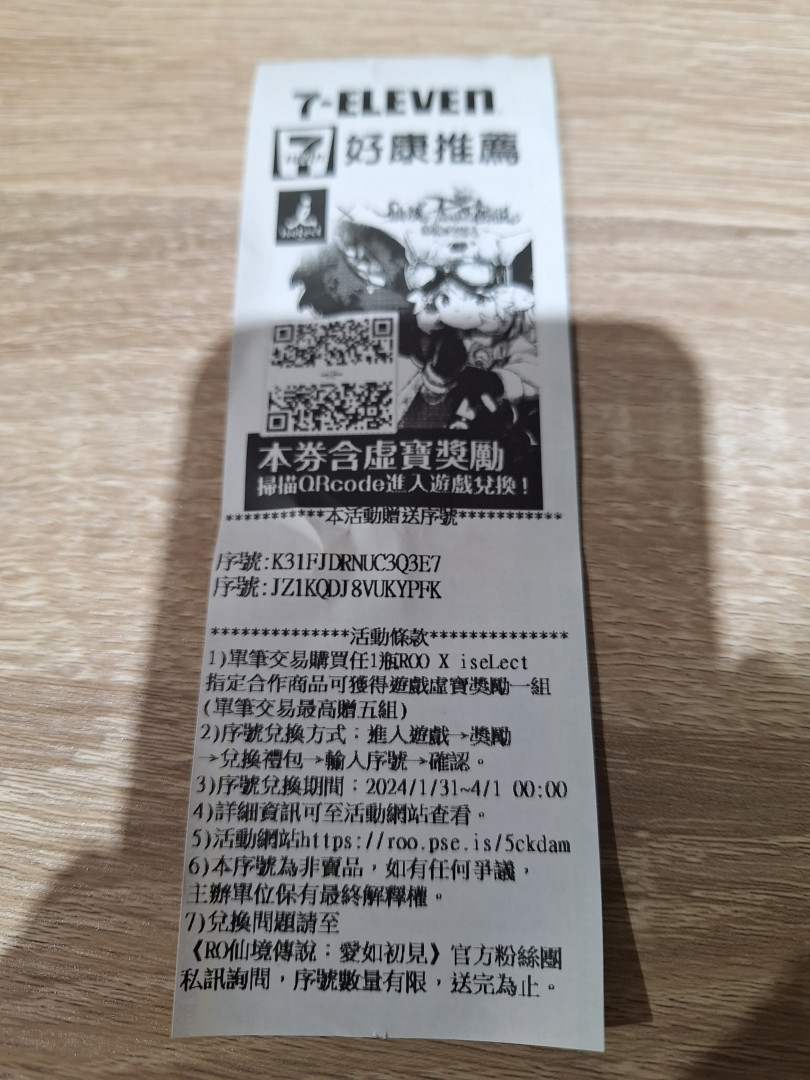 7-ELEVEN
好康推薦
本券含虛寶獎勵
掃描QRcode進入遊戲兌換!
**********本活動贈送序號***********
序號:K31FJDRNUC3Q3E7
序號:JZ1KQDJ8VUKYPFK
**************活動條款**************
1)單筆交易購買任1瓶ROO X iseLect
指定合作商品可獲得遊戲虛寶獎勵一組
(單筆交易最高贈五組)
2)序號兌換方式：進入遊戲→獎勵
→兌換禮包→輸入序號→確認。
3)序號兌換期間：2024/1/31~4/1 00:00
4)詳細資訊可至活動網站查看。
5)活動網站https://roo.pse.is/5ckdam
6)本序號為非賣品，如有任何爭議，
主辦單位保有最終解釋權。
7)兌換問題請至
《RO仙境傳說：愛如初見》官方粉絲團
私訊詢問，序號數量有限，送完為止。